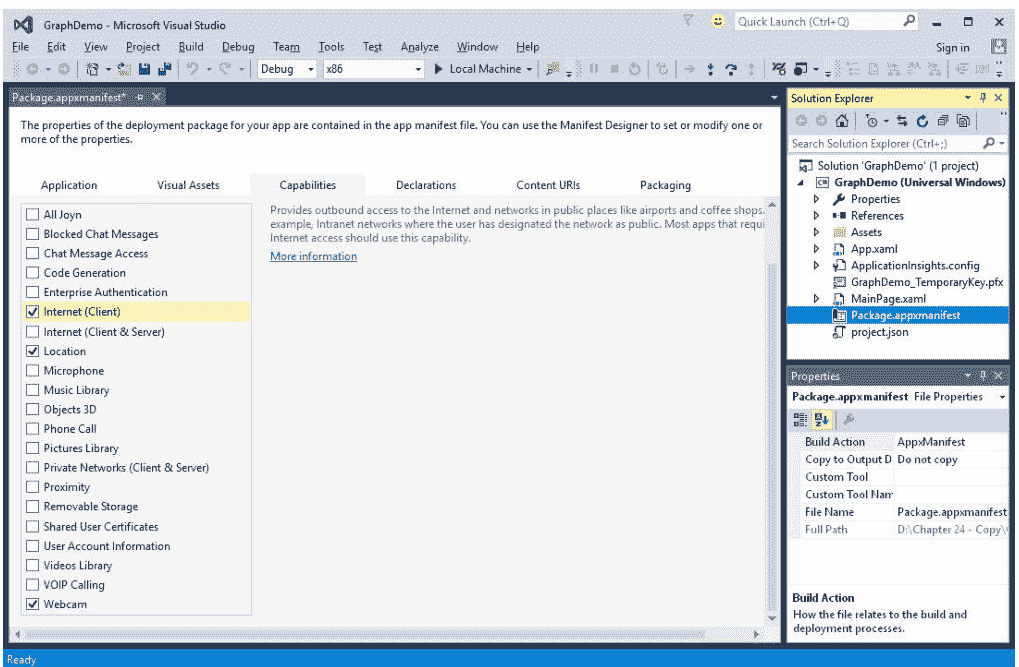 GraphDemo - Microsoft Visual Studio
Quick Launch (Ctrl+Q)
File Edit View Project Build Debug Team Tools Test Analyze Window Help
Sign in
Debug x86 Local Machine
Package.appxmanifest*
The properties of the deployment package for your app are contained in the app manifest file. You can use the Manifest Designer to set or modify one or
more of the properties.
Application Visual Assets Capabilities Declarations Content URIs Packaging
All Joyn
Blocked Chat Messages
Chat Message Access
Code Generation
Enterprise Authentication
Internet (Client)
Internet (Client & Server)
Location
Microphone
Music Library
Objects 3D
Phone Call
Pictures Library
Private Networks (Client & Server)
Proximity
Removable Storage
Shared User Certificates
User Account Information
Videos Library
VOIP Calling
Webcam
Provides outbound access to the Internet and networks in public places like airports and coffee shops.
example, Intranet networks where the user has designated the network as public. Most apps that requi
Internet access should use this capability.
More information
Solution Explorer
Search Solution Explorer (Ctrl+;)
Solution 'GraphDemo' (1 project)
GraphDemo (Universal Windows)
Properties
References
Assets
App.xaml
ApplicationInsights.config
GraphDemo_TemporaryKey.pfx
MainPage.xaml
Package.appxmanifest
project.json
Properties
Package.appxmanifest File Properties
Build Action AppxManifest
Copy to Output D Do not copy
Custom Tool
Custom Tool Nam
File Name Package.appxmanifest
Full Path D:\Chapter 24 - Copy\
Build Action
How the file relates to the build and
deployment processes.
Ready